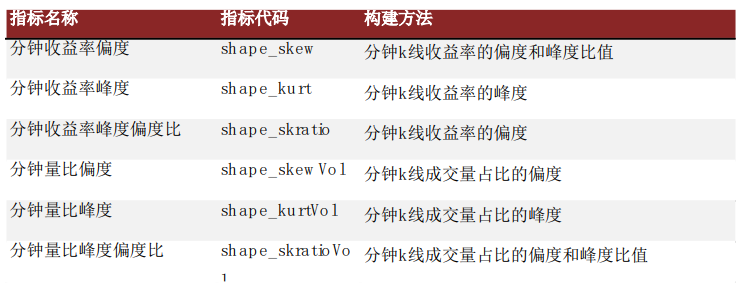 指标名称 指标代码 构建方法
分钟收益率偏度 shape_skew 分钟k线收益率的偏度和峰度比值
分钟收益率峰度 shape_kurt 分钟k线收益率的峰度
分钟收益率峰度偏度比 shape_skratio 分钟k线收益率的偏度
分钟量比偏度 shape_skewVol 分钟k线成交量占比的偏度
分钟量比峰度 shape_kurtVol 分钟k线成交量占比的峰度
分钟量比峰度偏度比 shape_skratioVo 分钟k线成交量占比的偏度和峰度比值
l